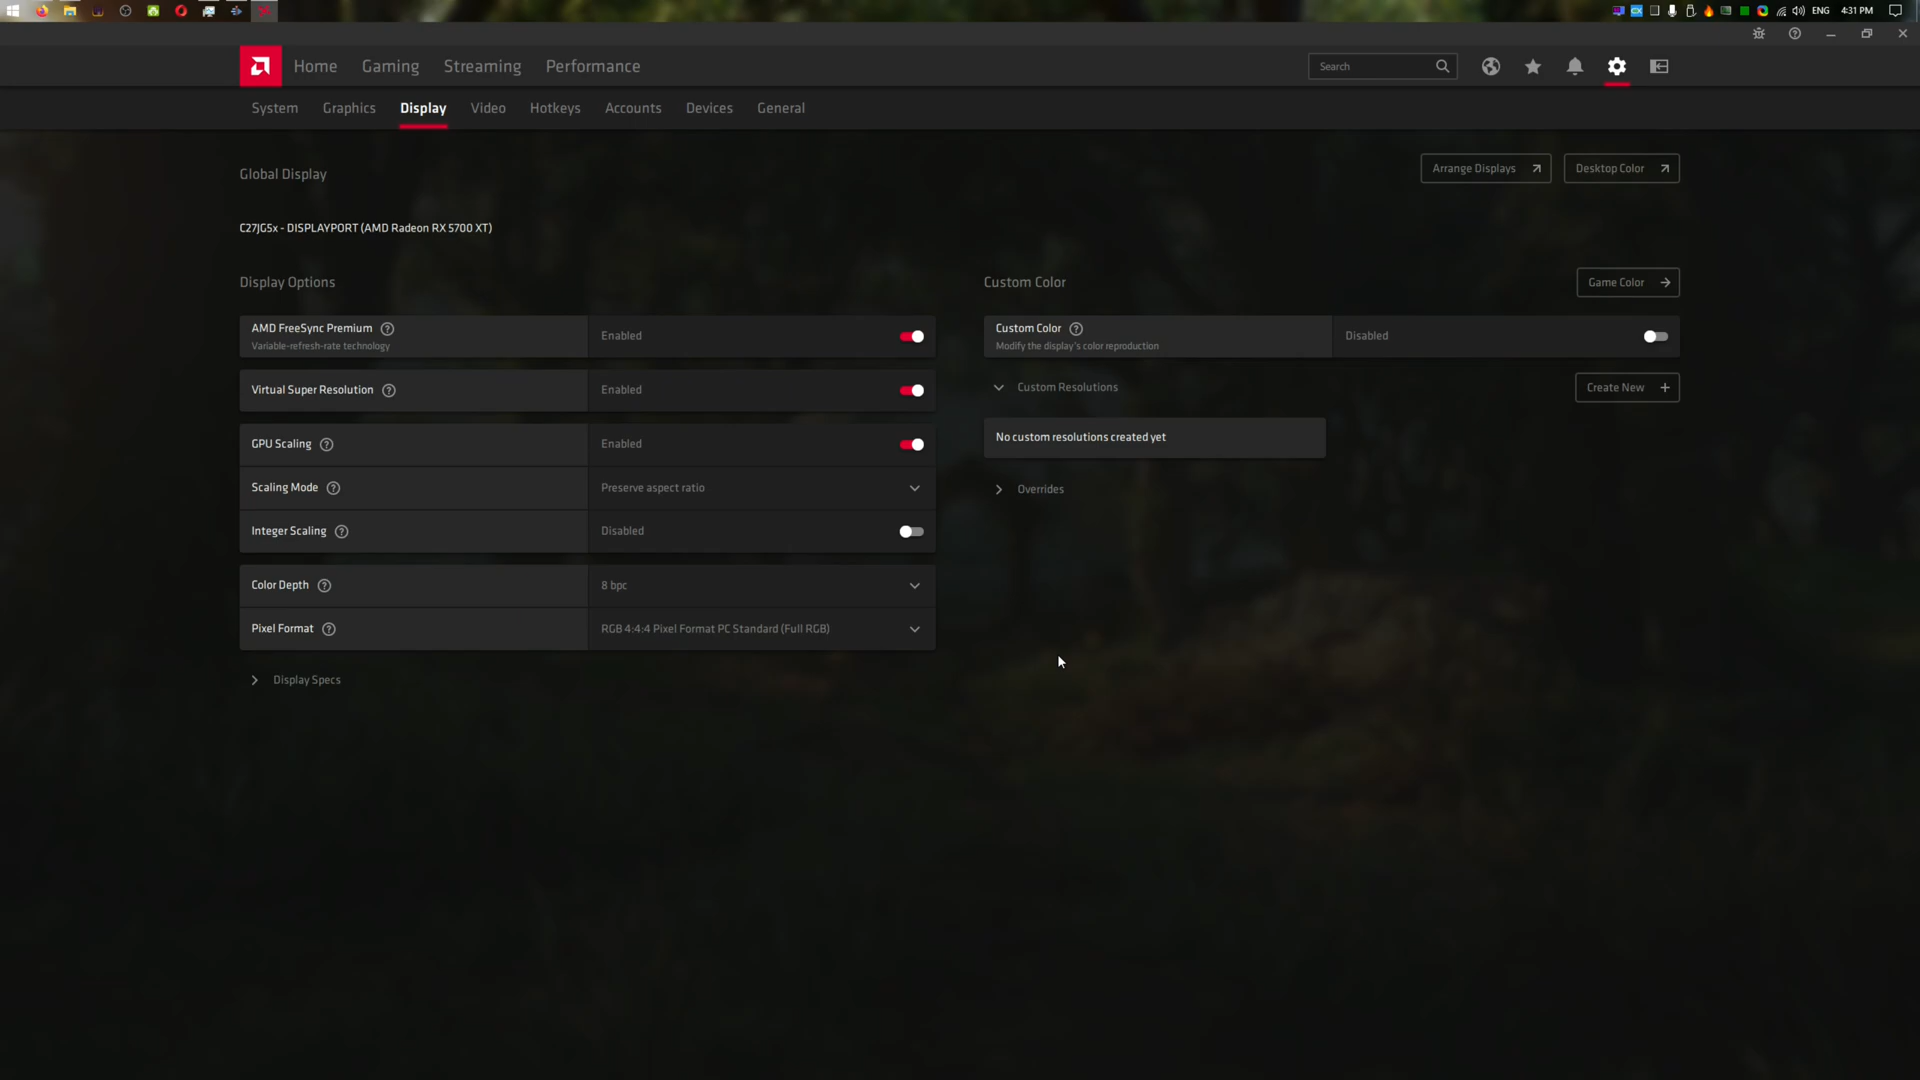 ENG 4:31 PM
Home Gaming Streaming Performance Search
System Graphics Display Video Hotkeys Accounts Devices General
Global Display
Arrange Displays Desktop Color
C27JG5x - DISPLAYPORT (AMD Radeon RX 5700 XT)
Display Options
AMD FreeSync Premium
Variable-refresh-rate technology
Enabled
Virtual Super Resolution Enabled
GPU Scaling Enabled
Scaling Mode Preserve aspect ratio
Integer Scaling Disabled
Color Depth 8 bpc
Pixel Format RGB 4:4:4 Pixel Format PC Standard (Full RGB)
Display Specs
Custom Color Game Color
Custom Color
Modify the display's color reproduction
Disabled
Custom Resolutions Create New
No custom resolutions created yet
Overrides